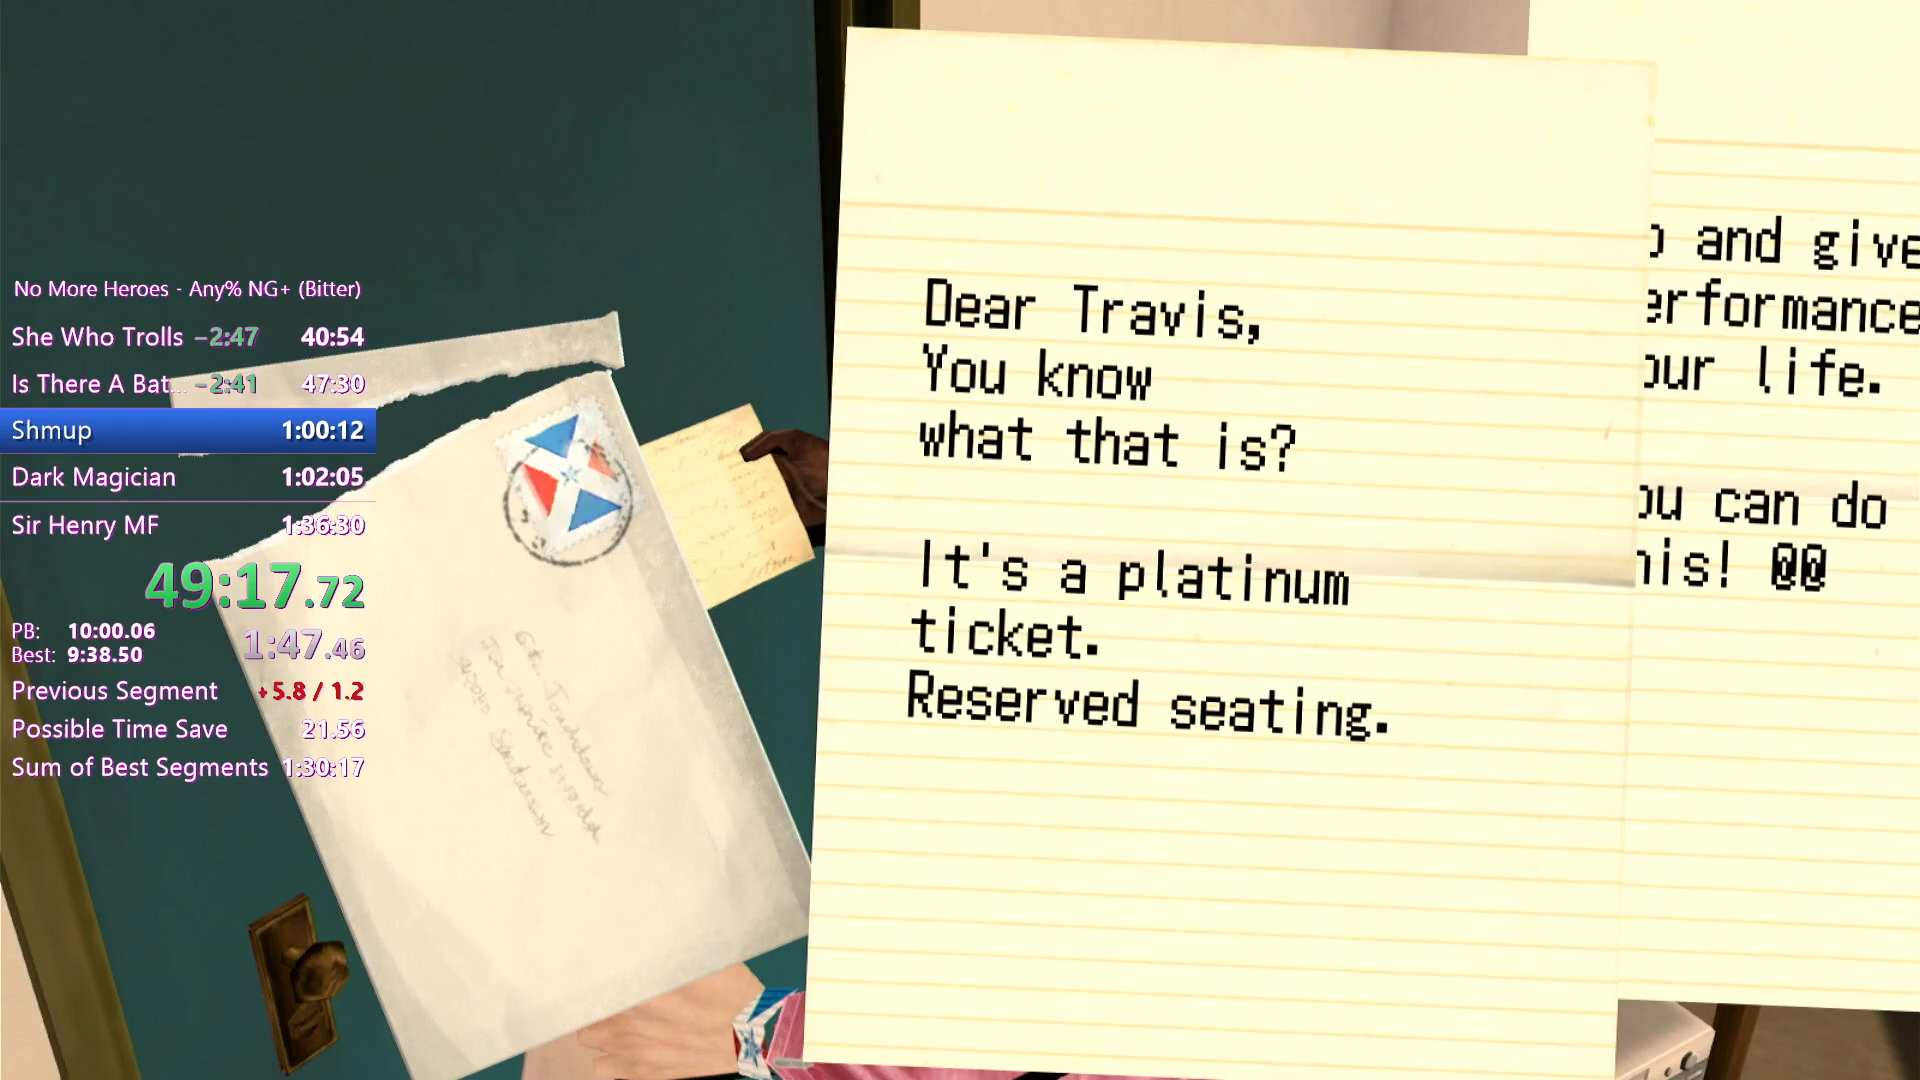 No More Heroes - Any% NG+ (Bitter)
She Who Trolls −2:47 40:54
Is There A Bat... −2:41 47:30
Shmup 1:00:12
Dark Magician 1:02:05
Sir Henry MF 1:36:30
49:17.72
PB: 10:00.06
Best: 9:38.50
1:47.46
Previous Segment +5.8 / 1.2
Possible Time Save 21.56
Sum of Best Segments 1:30:17
Dear Travis,
You know
what that is?
It's a platinum
ticket.
Reserved seating.
and give
erformance
our life.
ou can do
his! @@